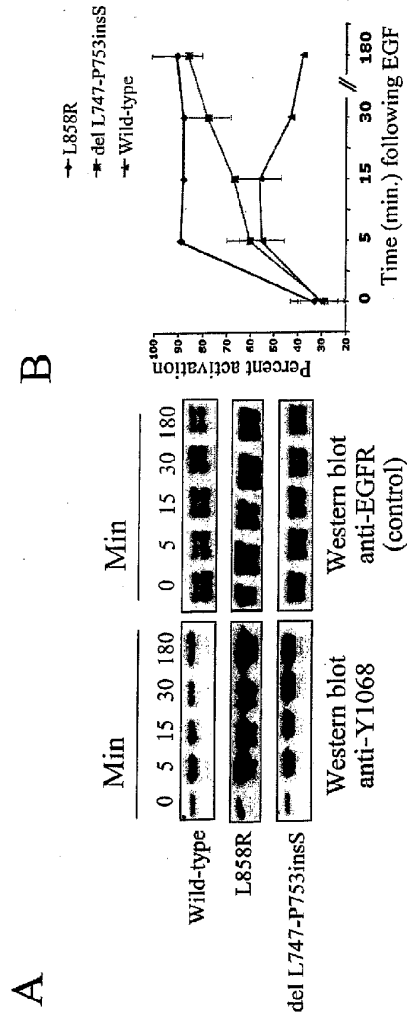 A
Min
Min
0 5 15 30 180
0 5 15 30 180
Wild-type
L858R
del L747-P753insS
Western blot
anti-Y1068
Western blot
anti-EGFR
(control)
B
L858R
del L747-P753insS
Wild-type
Percent activation
100
90
80
70
60
50
40
30
20
0 5 15 30 // 180
Time (min.) following EGF